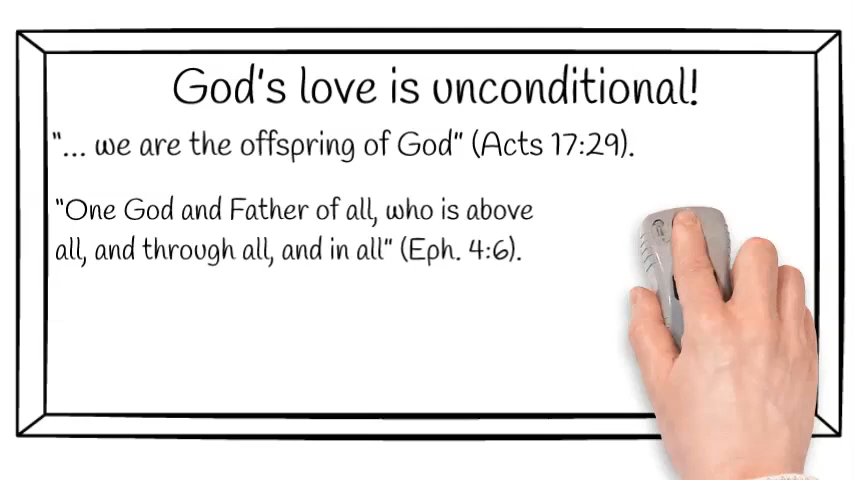 God's love is unconditional!
"... we are the offspring of God" (Acts 17:29).
"One God and Father of all, who is above
all, and through all, and in all" (Eph. 4:6).